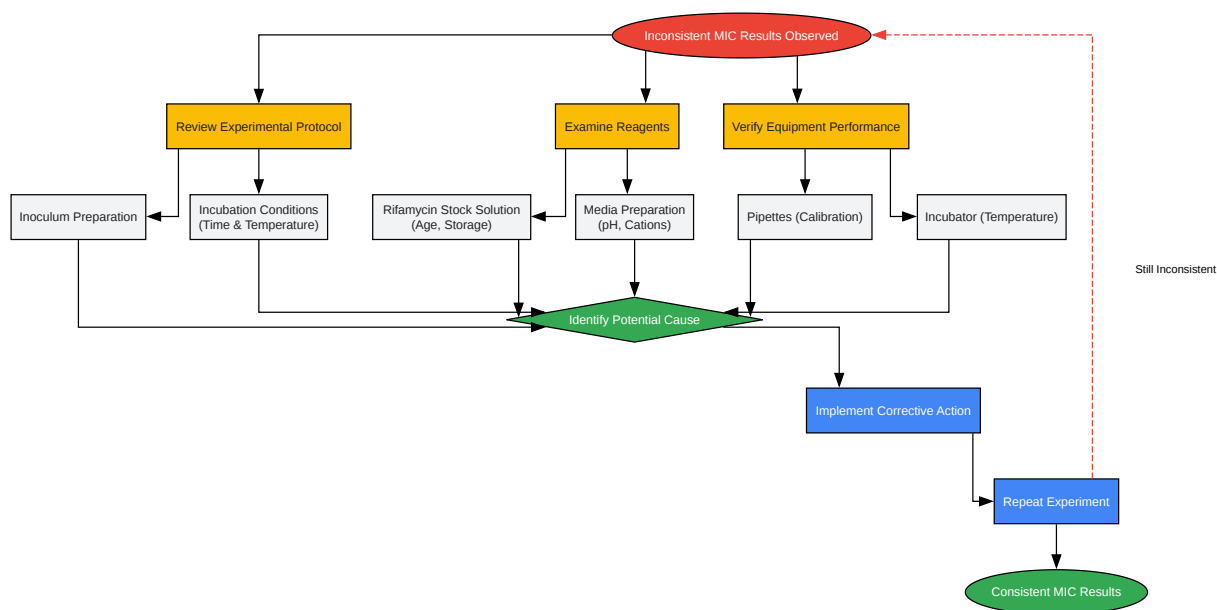 Inconsistent MIC Results Observed
Review Experimental Protocol
Examine Reagents
Verify Equipment Performance
Inoculum Preparation
Incubation Conditions
(Time & Temperature)
Rifamycin Stock Solution
(Age, Storage)
Media Preparation
(pH, Cations)
Pipettes (Calibration)
Incubator (Temperature)
Still Inconsistent
Identify Potential Cause
Implement Corrective Action
Repeat Experiment
Consistent MIC Results